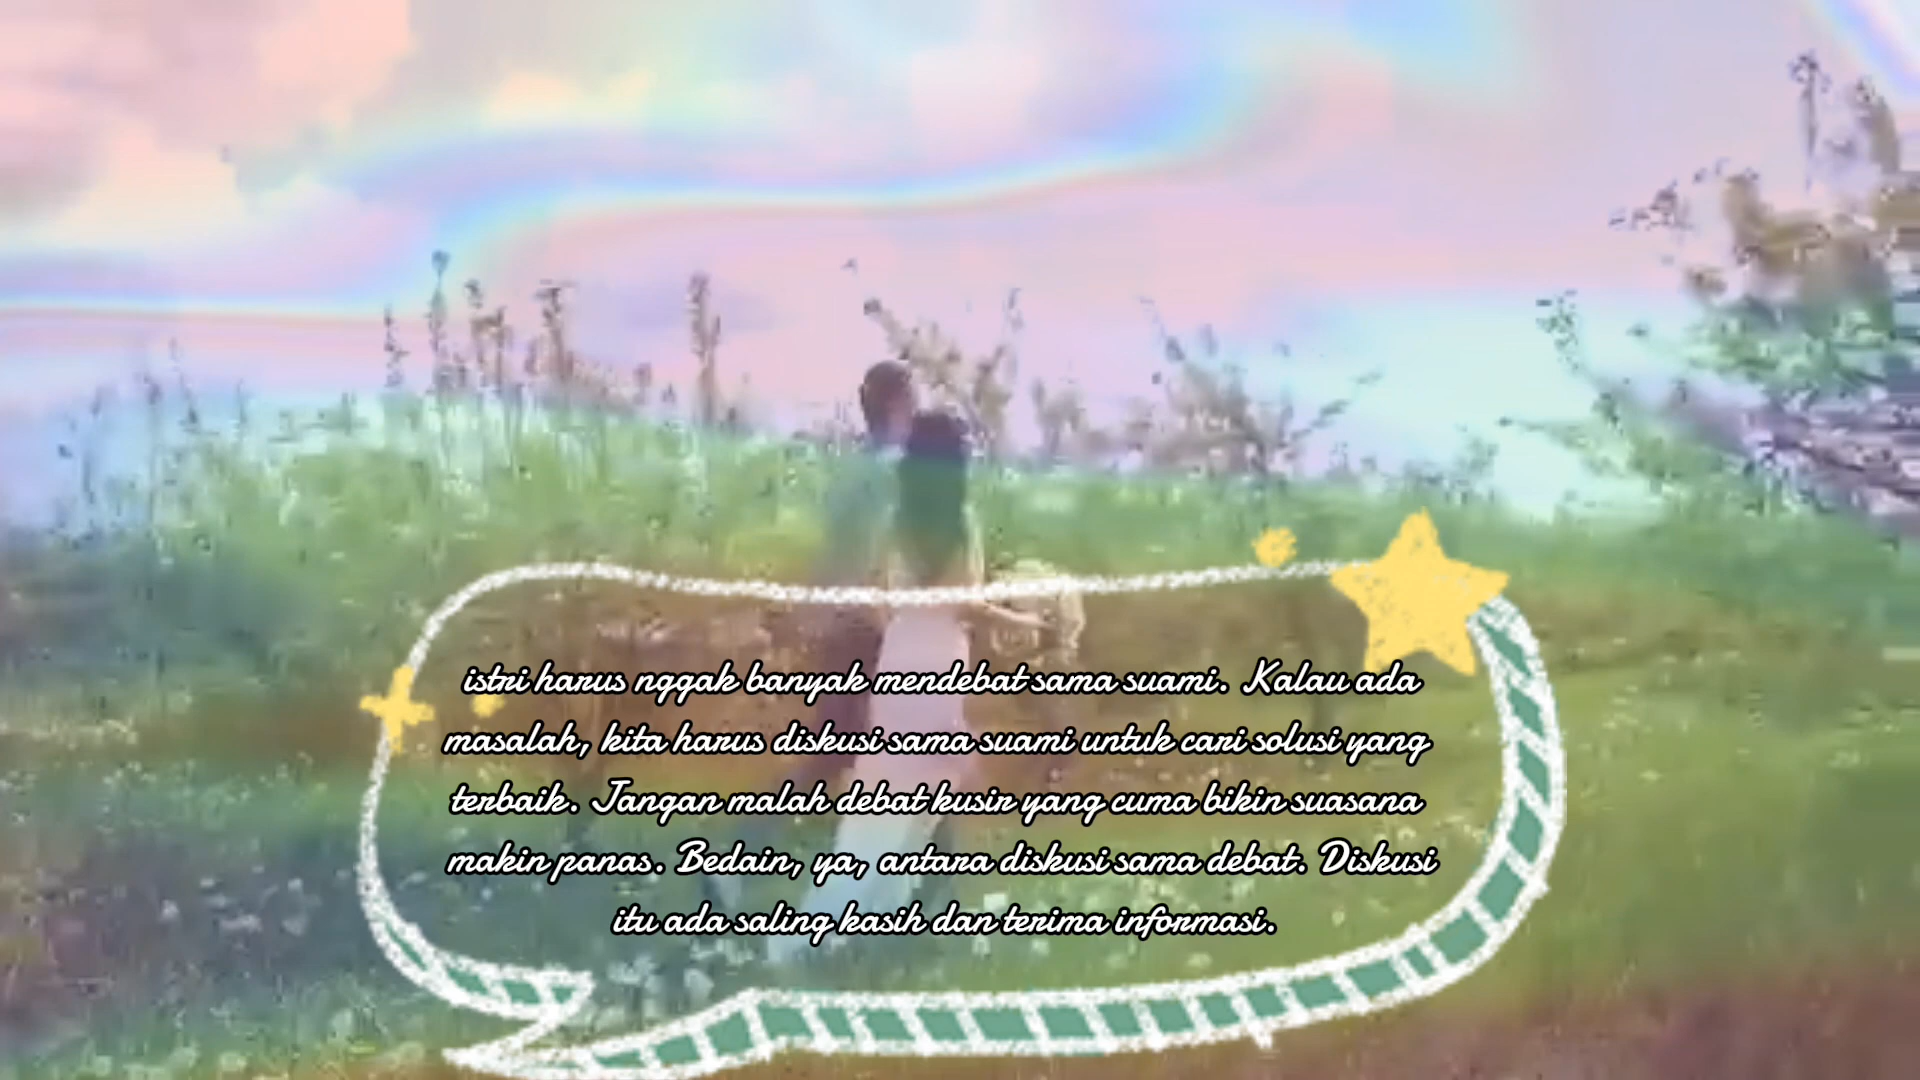 istri harus nggak banyak mendebat sama suami. Kalau ada
masalah, kita harus diskusi sama suami untuk cari solusi yang
terbaik. Jangan malah debat kusir yang cuma bikin suasana
makin panas. Bedain, ya, antara diskusi sama debat. Diskusi
itu ada saling kasih dan terima informasi.